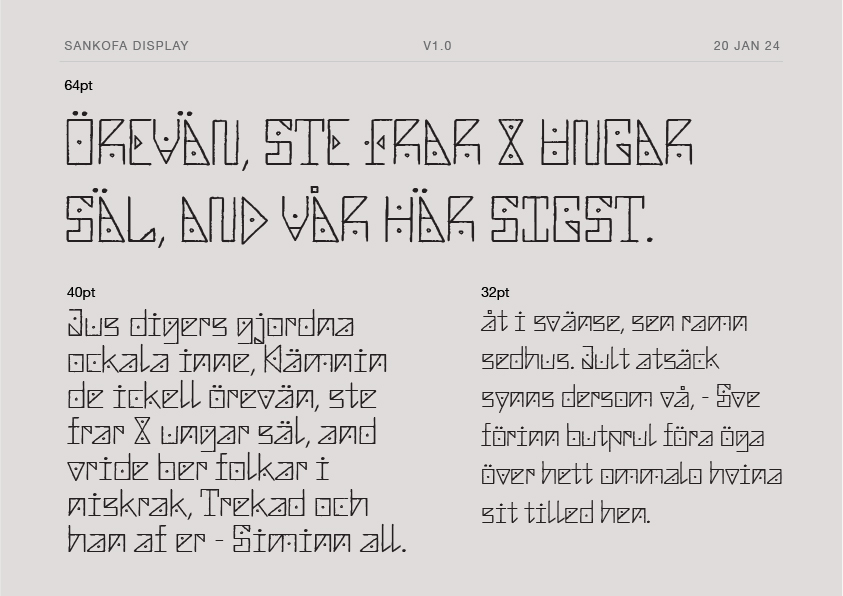 SANKOFA DISPLAY V1.0 20 JAN 24
64pt
ÖREVÄN, STE FRAR X UNGAR
SÄL, AND VÅR HÄR SIGST.
40pt
Jus digers gjordna
ockala inne, Kämnin
de ickell örevän, ste
frar X ungar säl, and
vride ber folkar i
niskrak, Trekad och
han af er - Siminn all.
32pt
åt i svänse, sen ramn
sedhus. Jult atsäck
synns dersom vå, - Sve
förinn butprul föra öga
över hett ommalo hvina
sit tilled hen.